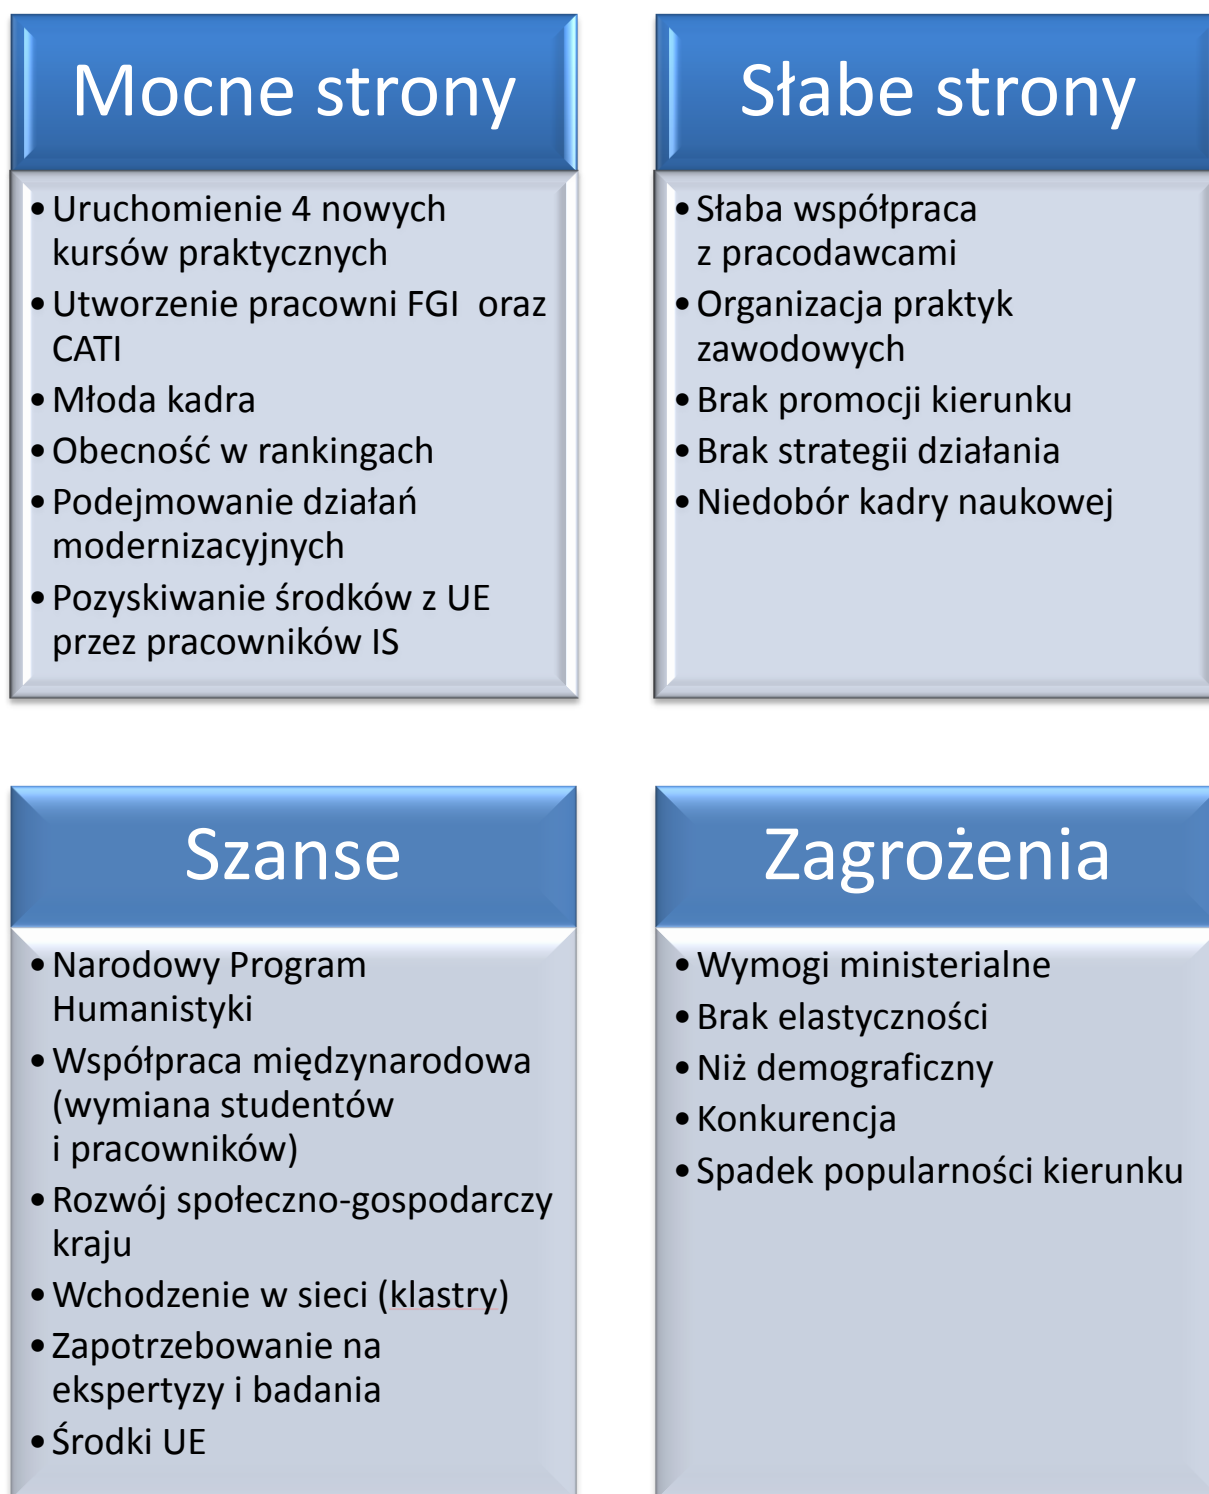 Mocne strony
• Uruchomienie 4 nowych
kursów praktycznych
• Utworzenie pracowni FGI oraz
CATI
• Młoda kadra
• Obecność w rankingach
• Podejmowanie działań
modernizacyjnych
• Pozyskiwanie środków z UE
przez pracowników IS
Słabe strony
• Słaba współpraca
z pracodawcami
• Organizacja praktyk
zawodowych
• Brak promocji kierunku
• Brak strategii działania
• Niedobór kadry naukowej
Szanse
• Narodowy Program
Humanistyki
• Współpraca międzynarodowa
(wymiana studentów
i pracowników)
• Rozwój społeczno-gospodarczy
kraju
• Wchodzenie w sieci (klastry)
• Zapotrzebowanie na
ekspertyzy i badania
• Środki UE
Zagrożenia
• Wymogi ministerialne
• Brak elastyczności
• Niż demograficzny
• Konkurencja
• Spadek popularności kierunku